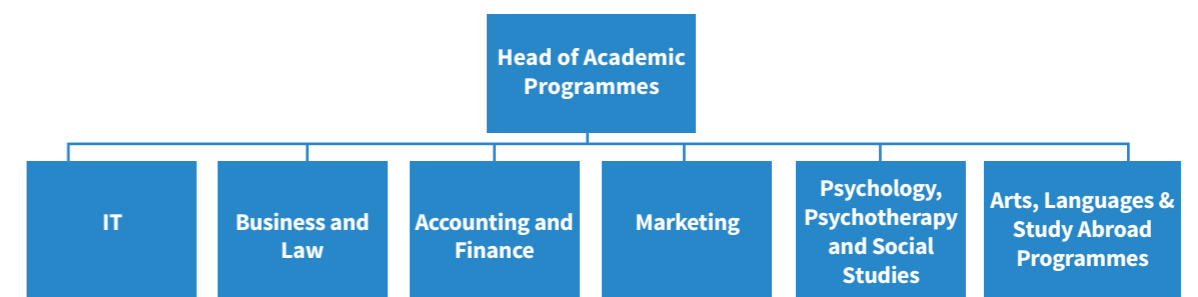 Head of Academic
Programmes
IT
Business and
Law
Accounting and
Finance
Marketing
Psychology,
Psychotherapy
and Social
Studies
Arts, Languages &
Study Abroad
Programmes